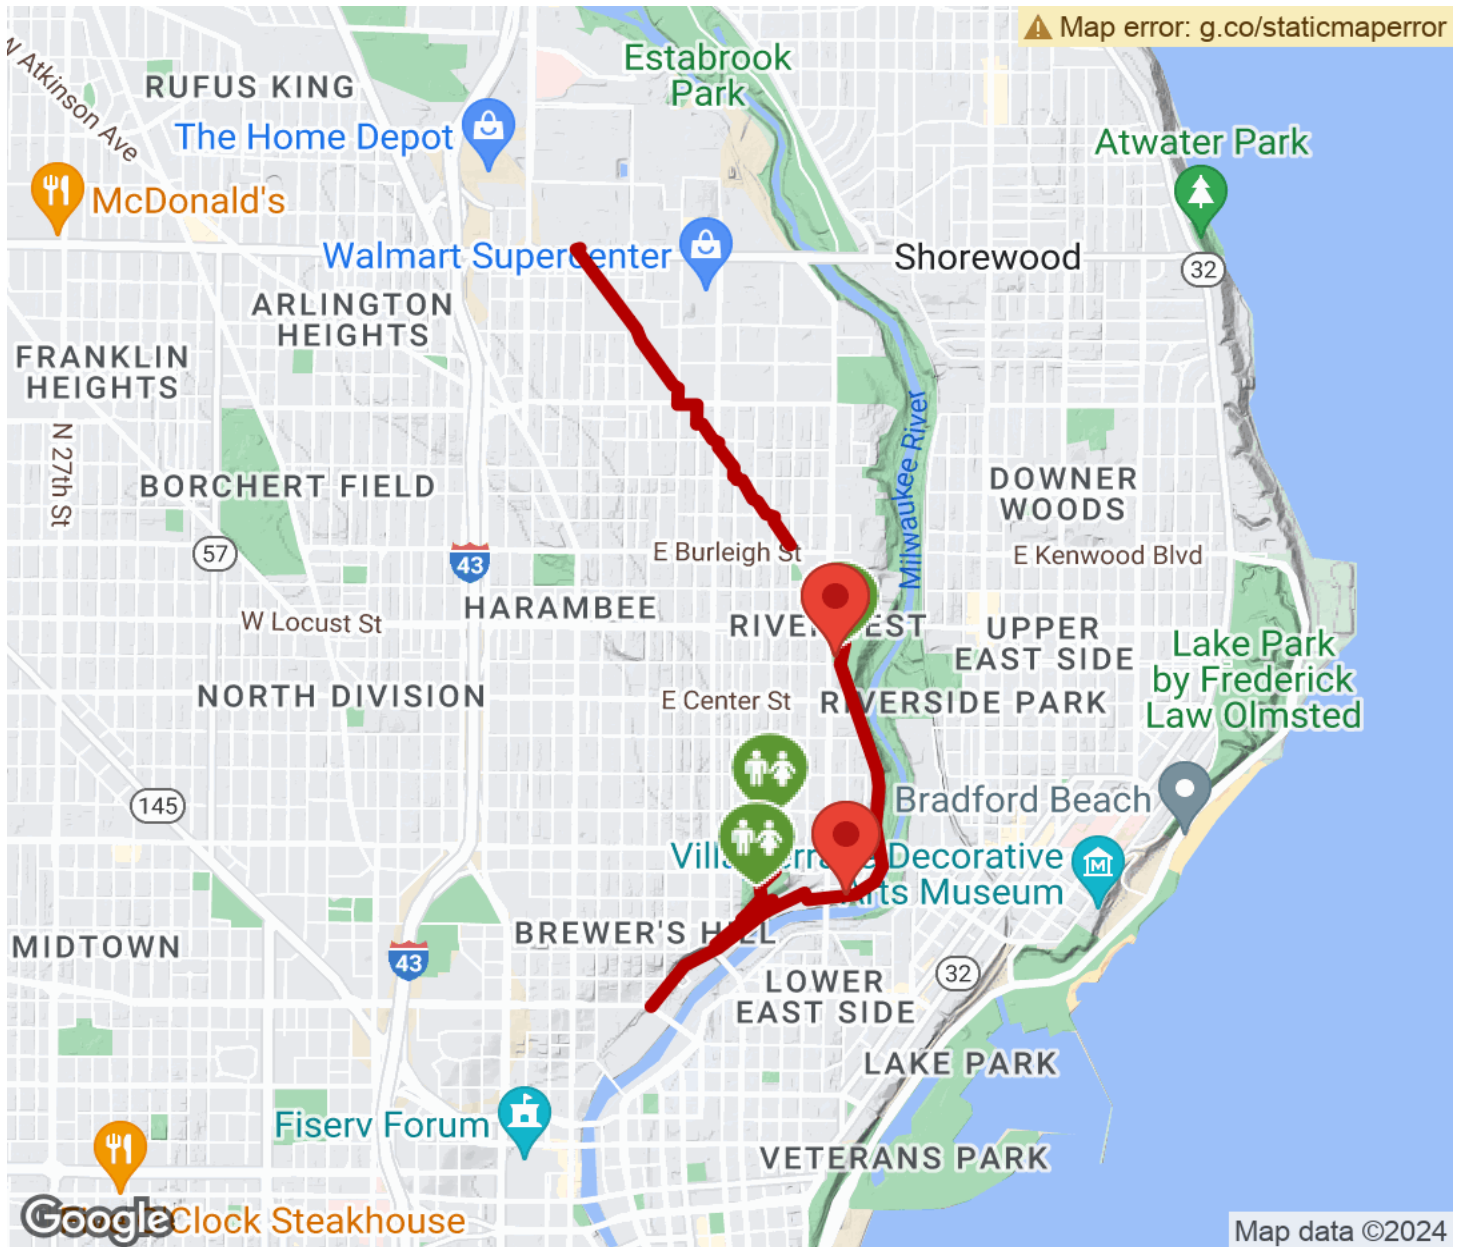 Map error: g.co/staticmaperror
Estabrook
Park
RUFUS KING
W Atkinson Ave
The Home Depot
Atwater Park
McDonald's
Walmart Supercenter
Shorewood
32
ARLINGTON
HEIGHTS
FRANKLIN
HEIGHTS
N 27th St
Milwaukee River
BORCHERT FIELD
DOWNER
WOODS
57
43
E Burleigh St
E Kenwood Blvd
HARAMBEE
W Locust St
RIVERWEST
UPPER
EAST SIDE
Lake Park
by Frederick
Law Olmsted
NORTH DIVISION
E Center St
RIVERSIDE PARK
145
Bradford Beach
Villa Terrace Decorative
Arts Museum
M
MIDTOWN
BREWER'S HILL
43
LOWER
EAST SIDE
32
LAKE PARK
Fiserv Forum
VETERANS PARK
Google
Clock Steakhouse
Map data ©2024